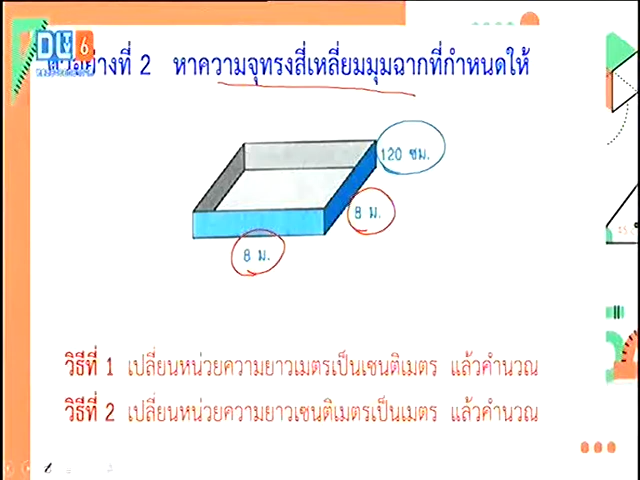 ตัวอย่างที่ 2 หาความจุทรงสี่เหลี่ยมมุมฉากที่กำหนดให้
120 ซม.
8 ม.
8 ม.
วิธีที่ 1 เปลี่ยนหน่วยความยาวเมตรเป็นเซนติเมตร แล้วคำนวณ
วิธีที่ 2 เปลี่ยนหน่วยความยาวเซนติเมตรเป็นเมตร แล้วคำนวณ